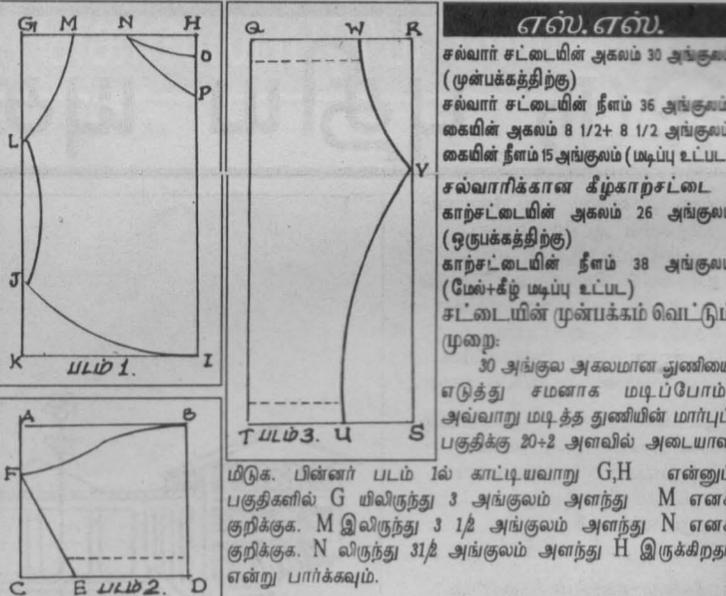 G M N H
O
P
L
J
K I
படம் 1.
A B
F
C E படம் 2. D
Q W R
V
T படம் 3. U S
எஸ்.எஸ்.
சல்வார் சட்டையின் அகலம் 30 அங்குலம்
(முன்பக்கத்திற்கு)
சல்வார் சட்டையின் நீளம் 36 அங்குலம்
கையின் அகலம் 8 1/2+ 8 1/2 அங்குலம்
கையின் நீளம் 15 அங்குலம் (மடிப்பு உட்பட
சல்வாரிக்கான கீழ்காற்சட்டை
காற்சட்டையின் அகலம் 26 அங்குலம்
(ஒருபக்கத்திற்கு)
காற்சட்டையின் நீளம் 38 அங்குலம்
(மேல்+கீழ் மடிப்பு உட்பட)
சட்டையின் முன்பக்கம் வெட்டும்
முறை:
30 அங்குல அகலமான துணியை
எடுத்து சமனாக மடிப்போம்
அவ்வாறு மடித்த துணியின் மார்புப்
பகுதிக்கு 20÷2 அளவில் அடையாள
மிடுக. பின்னர் படம் 1ல் காட்டியவாறு G,H என்னும்
பகுதிகளில் G யிலிருந்து 3 அங்குலம் அளந்து M எனக்
குறிக்குக. M இலிருந்து 3 1/2 அங்குலம் அளந்து N எனக்
குறிக்குக. N லிருந்து 31/2 அங்குலம் அளந்து H இருக்கிறதா
என்று பார்க்கவும்.